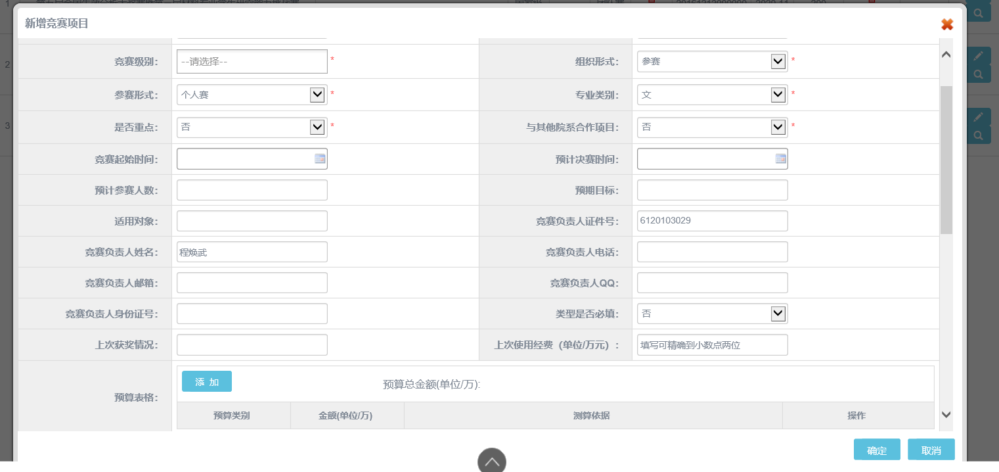 新增竞赛项目
竞赛级别： --请选择-- * 组织形式： 参赛 *
参赛形式： 个人赛 * 专业类别： 文 *
是否重点： 否 * 与其他院系合作项目： 否 *
竞赛起始时间： 预计决赛时间：
预计参赛人数： 预期目标：
适用对象： 竞赛负责人证件号： 6120103029
竞赛负责人姓名： 程焕武 竞赛负责人电话：
竞赛负责人邮箱： 竞赛负责人QQ：
竞赛负责人身份证号： 类型是否必填： 否
上次获奖情况： 上次使用经费（单位/万元）： 填写可精确到小数点两位
添 加 预算总金额(单位/万):
预算表格：
预算类别 金额(单位/万) 测算依据 操作
确定 取消
1
2
3